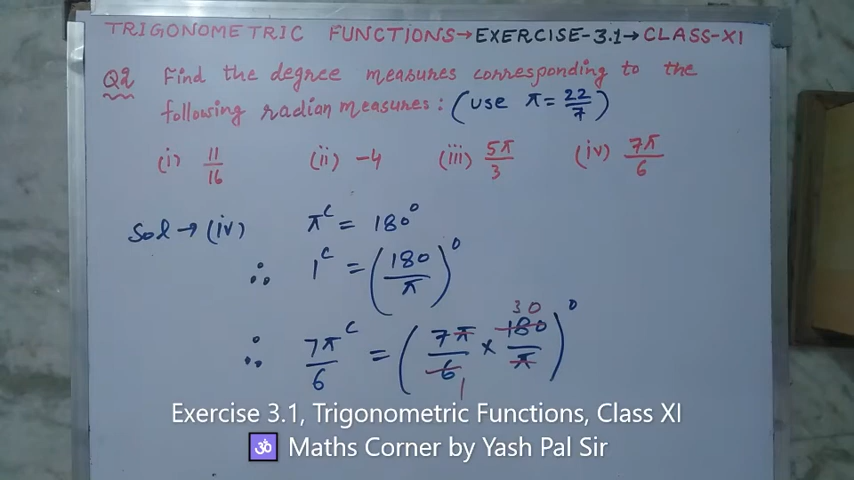 TRIGONOMETRIC FUNCTIONS→EXERCISE-3.1→CLASS-XI
Q2 Find the degree measures corresponding to the
following radian measures: (use π = 22/7)
(i) 11/16 (ii) -4 (iii) 5π/3 (iv) 7π/6
Sol → (iv) π^c = 180°
∴ 1^c = (180/π)°
∴ 7π/6^c = (7π/6 × 180/π)°
30
1
Exercise 3.1, Trigonometric Functions, Class XI
🕉 Maths Corner by Yash Pal Sir